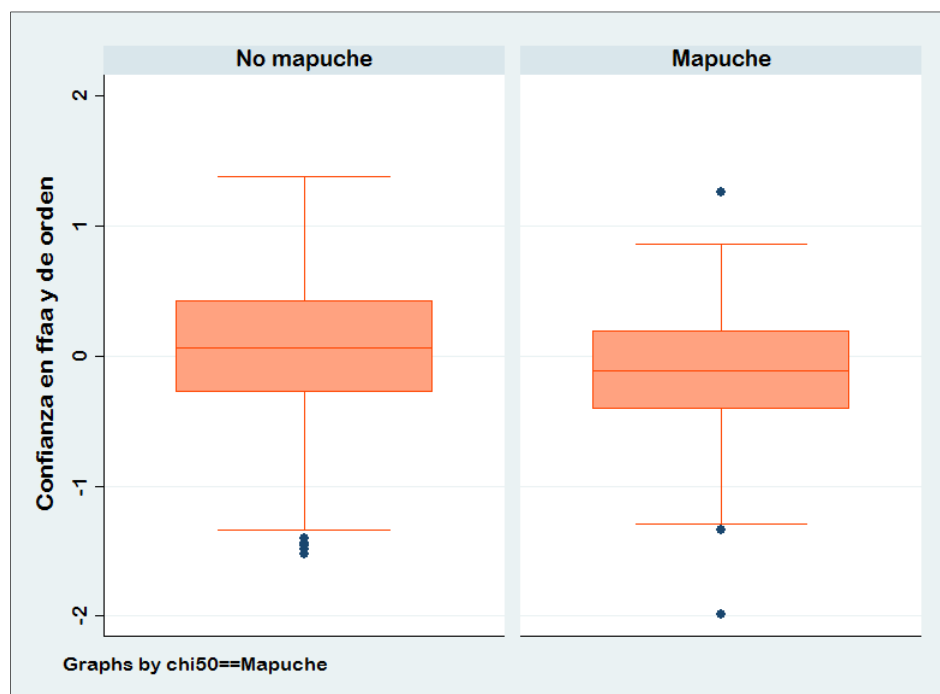 No mapuche
Mapuche
Confianza en ffaa y de orden
2
1
0
-1
-2
Graphs by chi50==Mapuche